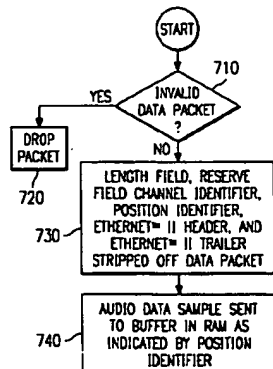 START
710
INVALID
DATA PACKET
?
YES
NO
DROP
PACKET
720
LENGTH FIELD, RESERVE
FIELD CHANNEL IDENTIFIER,
POSITION IDENTIFIER,
ETHERNET= II HEADER, AND
ETHERNET= II TRAILER
STRIPPED OFF DATA PACKET
730
AUDIO DATA SAMPLE SENT
TO BUFFER IN RAM AS
INDICATED BY POSITION
IDENTIFIER
740